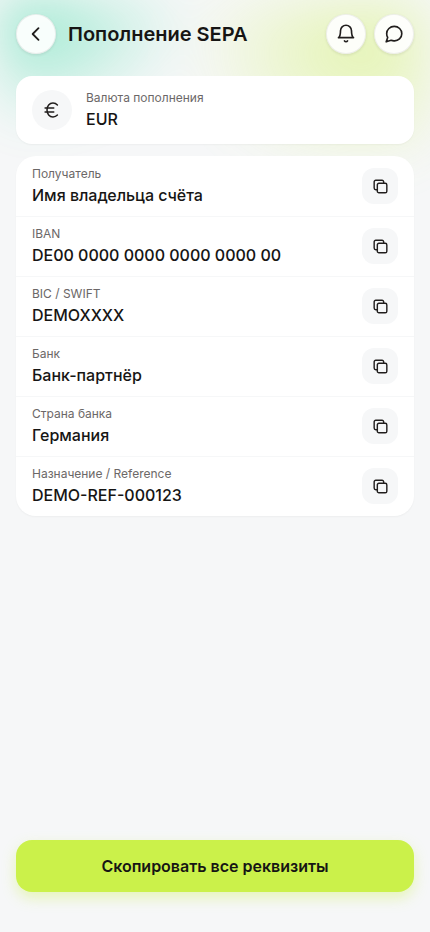 Пополнение SEPA
Валюта пополнения
EUR
Получатель
Имя владельца счёта
IBAN
DE00 0000 0000 0000 0000 00
BIC / SWIFT
DEMOXXXX
Банк
Банк-партнёр
Страна банка
Германия
Назначение / Reference
DEMO-REF-000123
Скопировать все реквизиты